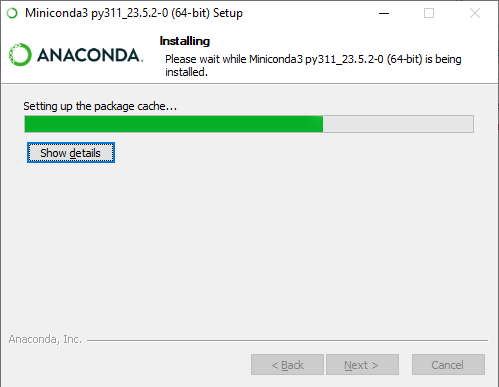 Miniconda3 py311_23.5.2-0 (64-bit) Setup
ANACONDA.
Installing
Please wait while Miniconda3 py311_23.5.2-0 (64-bit) is being
installed.
Setting up the package cache...
Show details
Anaconda, Inc.
< Back
Next >
Cancel